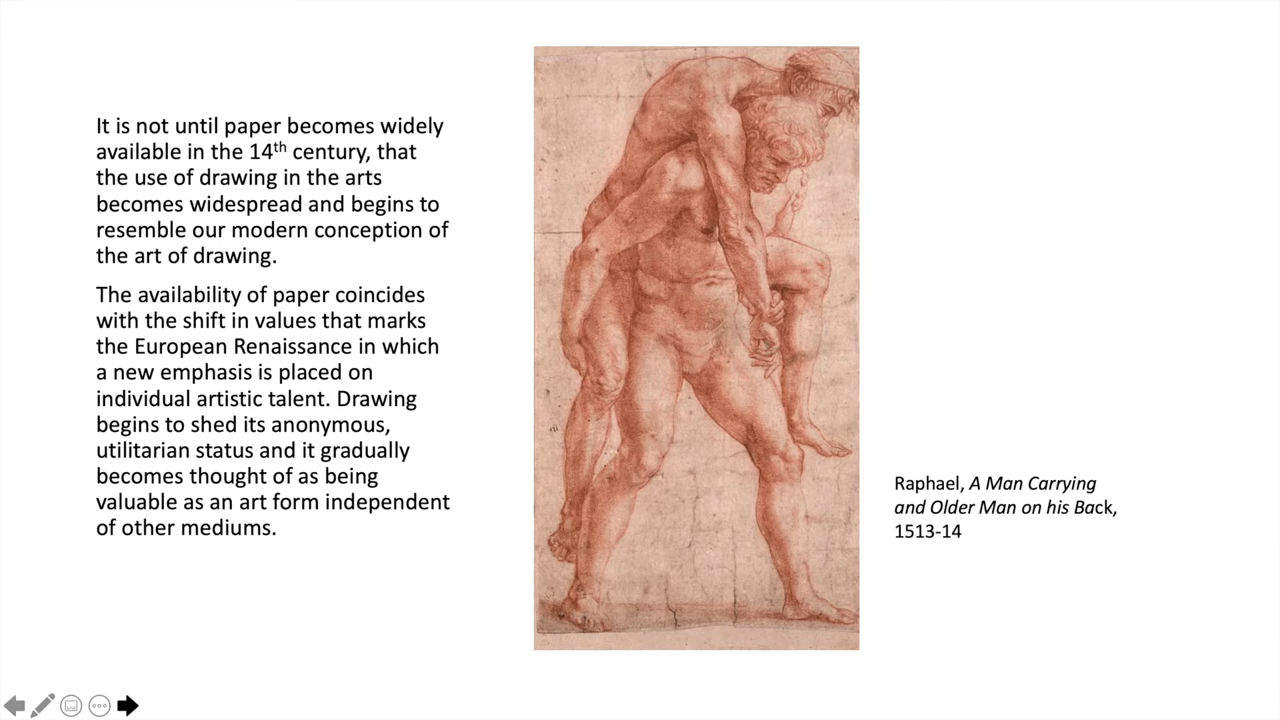 It is not until paper becomes widely
available in the 14th century, that
the use of drawing in the arts
becomes widespread and begins to
resemble our modern conception of
the art of drawing.
The availability of paper coincides
with the shift in values that marks
the European Renaissance in which
a new emphasis is placed on
individual artistic talent. Drawing
begins to shed its anonymous,
utilitarian status and it gradually
becomes thought of as being
valuable as an art form independent
of other mediums.
Raphael, A Man Carrying
and Older Man on his Back,
1513-14